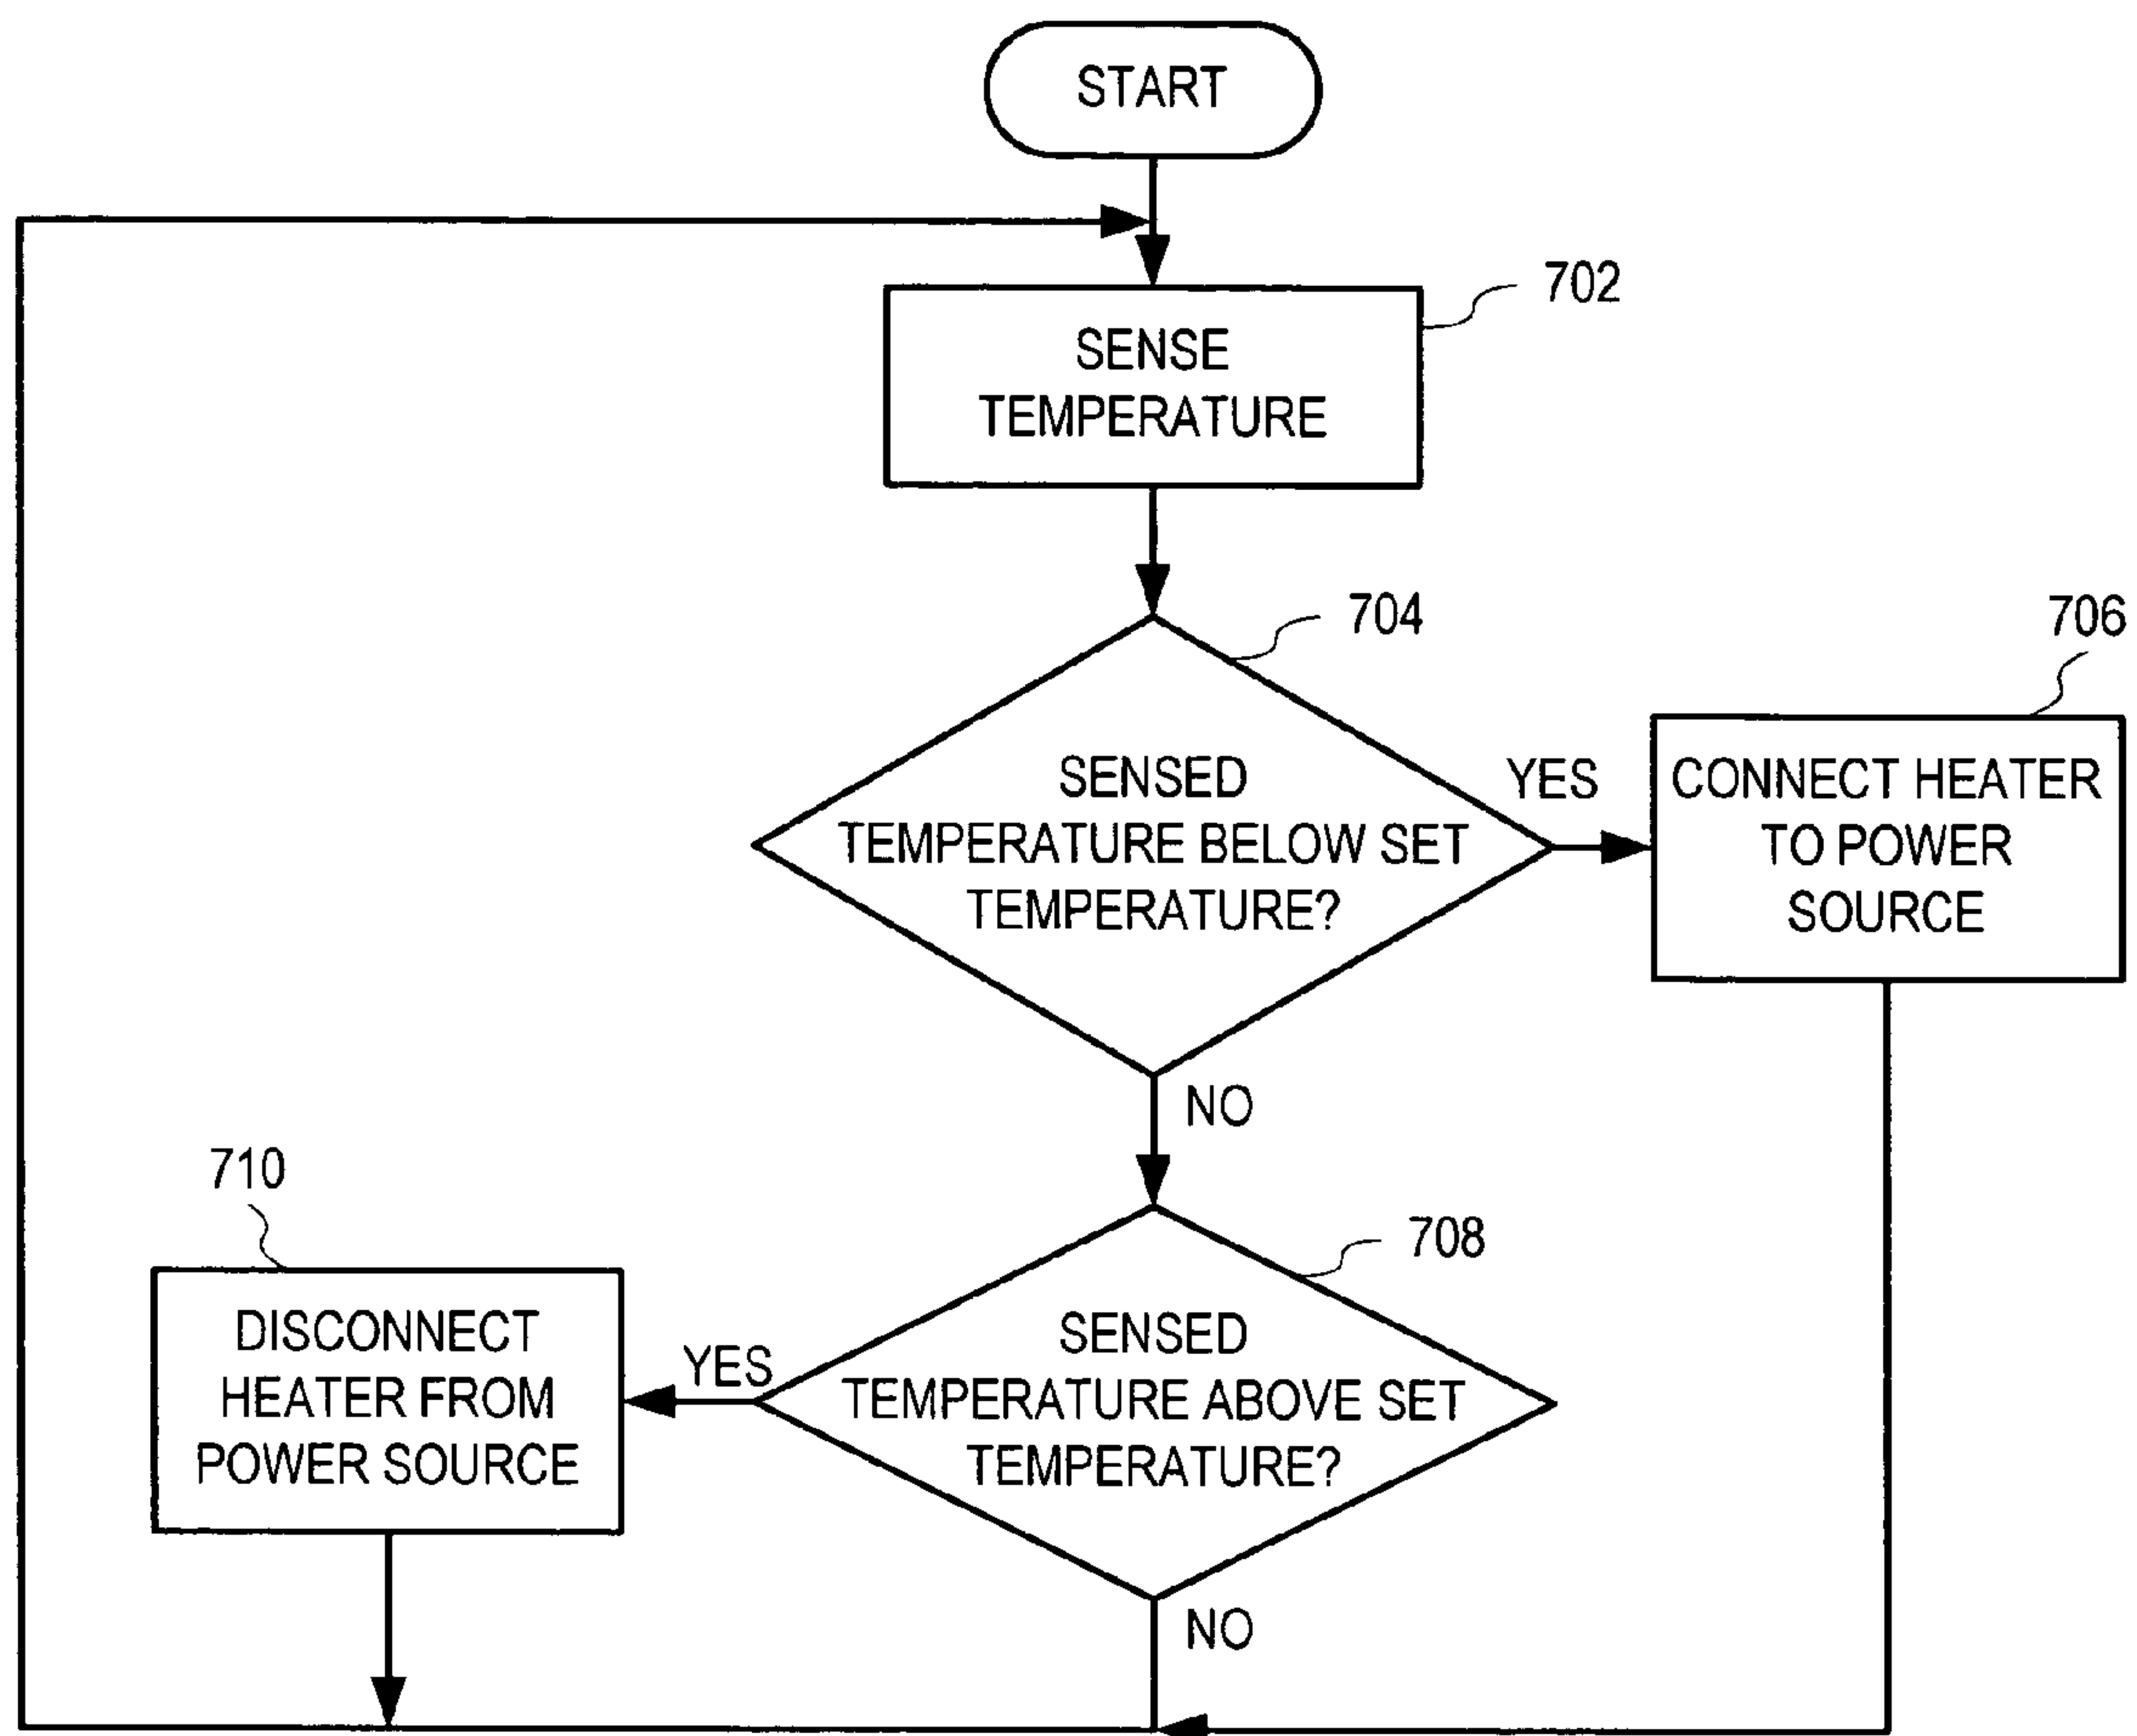 START
702
SENSE
TEMPERATURE
704
706
SENSED
TEMPERATURE BELOW SET
TEMPERATURE?
YES
CONNECT HEATER
TO POWER
SOURCE
NO
710
708
DISCONNECT
HEATER FROM
POWER SOURCE
YES
SENSED
TEMPERATURE ABOVE SET
TEMPERATURE?
NO